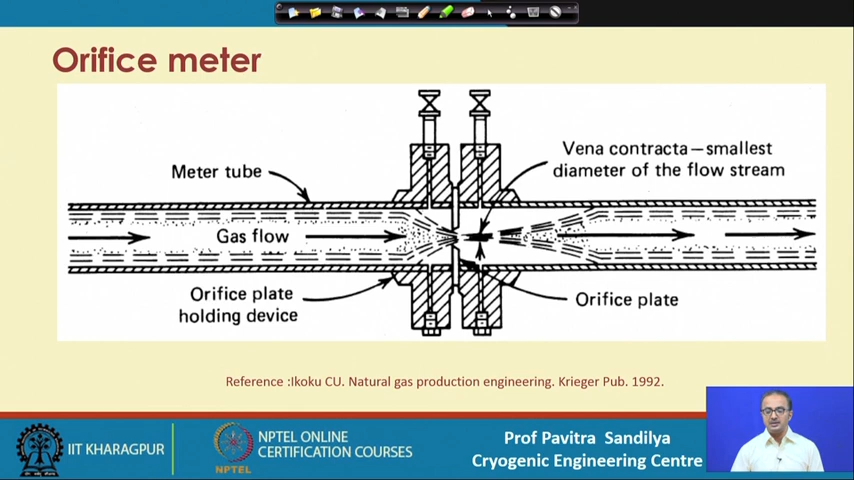 Orifice meter
Meter tube
Vena contracta—smallest
diameter of the flow stream
Gas flow
Orifice plate
holding device
Orifice plate
Reference :Ikoku CU. Natural gas production engineering. Krieger Pub. 1992.
IIT KHARAGPUR
NPTEL
NPTEL ONLINE
CERTIFICATION COURSES
Prof Pavitra Sandilya
Cryogenic Engineering Centre